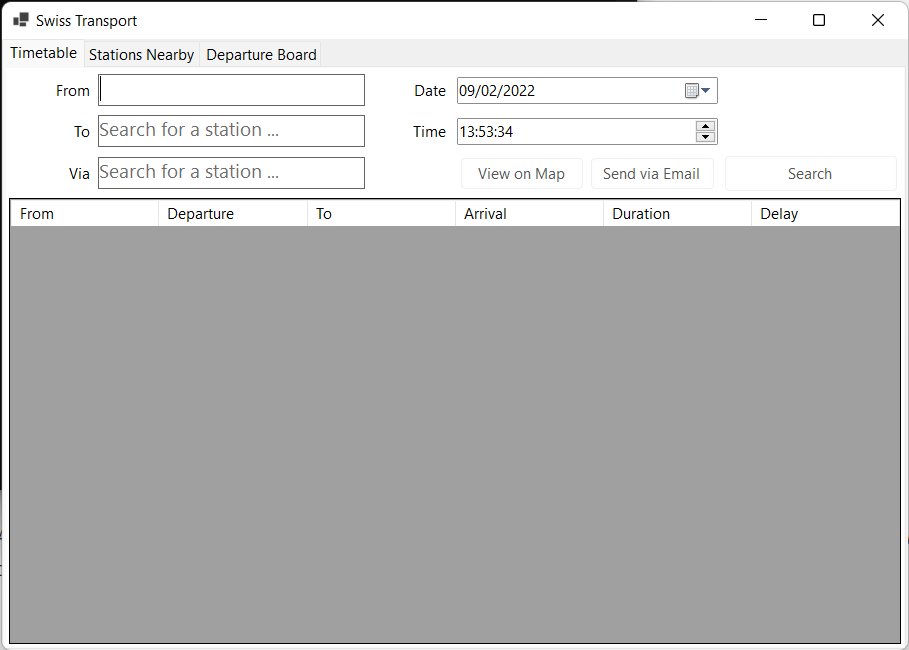 Swiss Transport
Timetable Stations Nearby Departure Board
From Date 09/02/2022
To Search for a station ... Time 13:53:34
Via Search for a station ... View on Map Send via Email Search
From Departure To Arrival Duration Delay